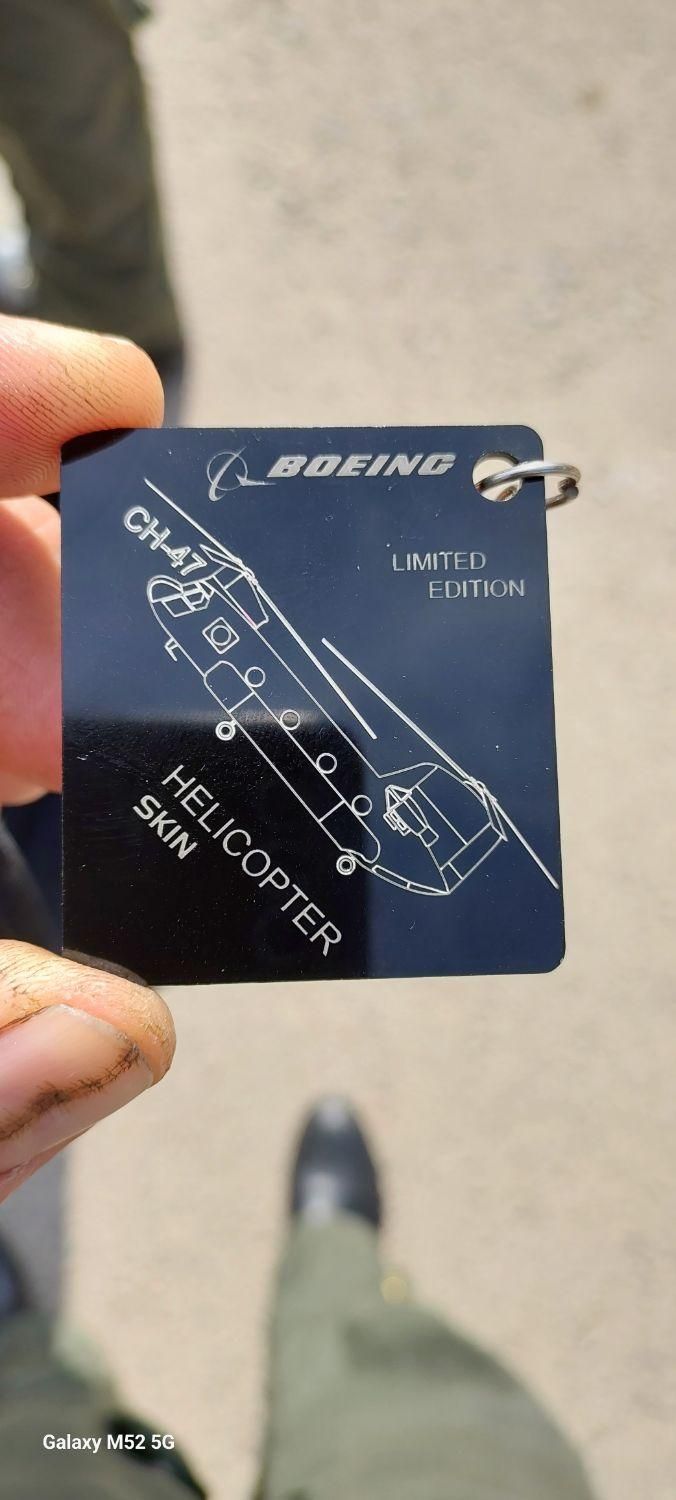 BOEING
CH-47
LIMITED
EDITION
HELICOPTER
SKIN
Galaxy M52 5G